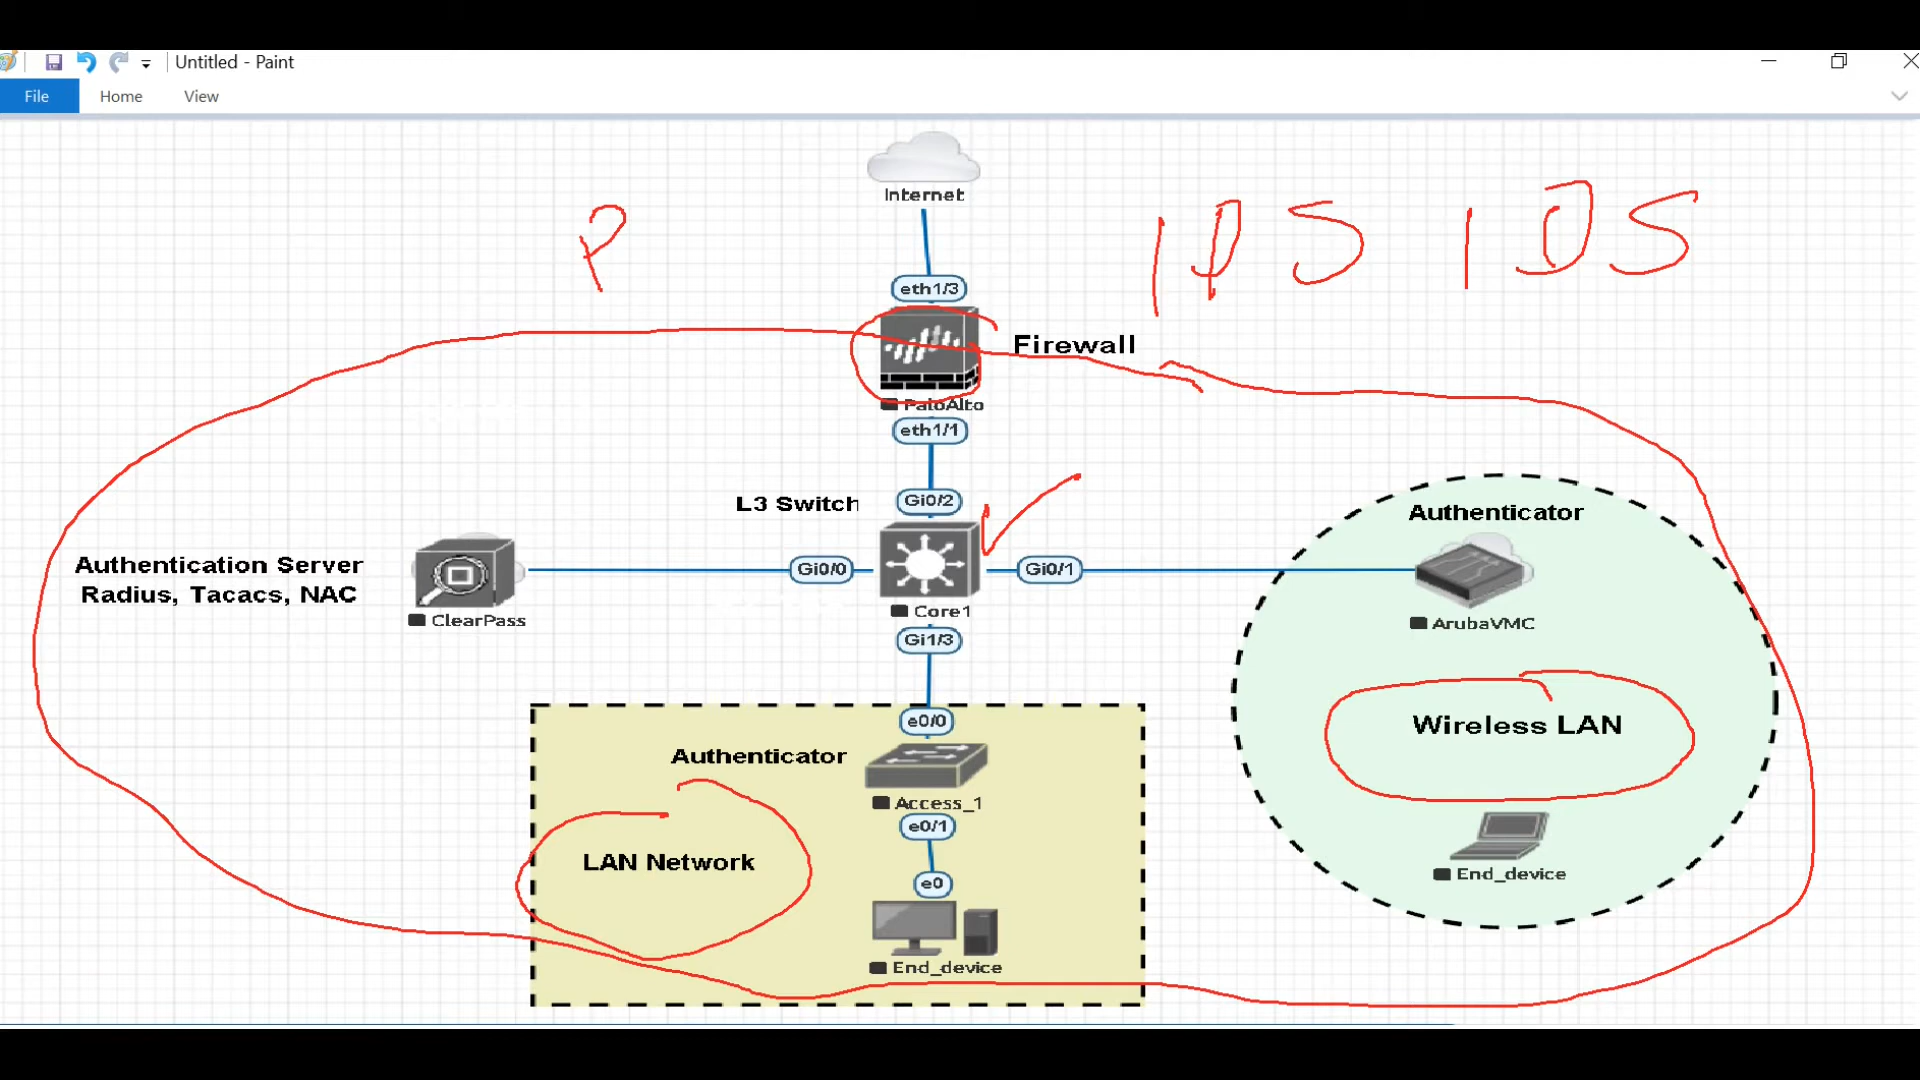 Untitled - Paint
File Home View
Internet
P
IPS IDS
eth1/3
Firewall
PaloAlto
eth1/1
L3 Switch
Gi0/2
Authenticator
Authentication Server
Radius, Tacacs, NAC
Gi0/0
Gi0/1
ClearPass
Core1
ArubaVMC
Gi1/3
e0/0
Wireless LAN
Authenticator
Access_1
e0/1
LAN Network
End_device
e0
End_device